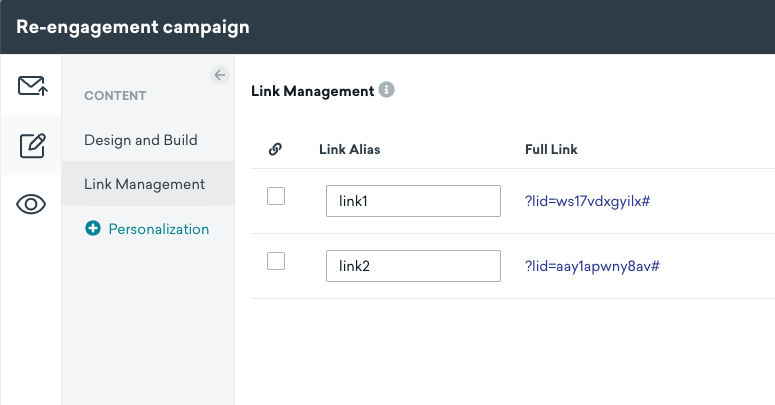 Re-engagement campaign
CONTENT
Design and Build
Link Management
Personalization
Link Management
Link Alias Full Link
link1 ?lid=ws17vdxgyilx#
link2 ?lid=aay1apwny8av#